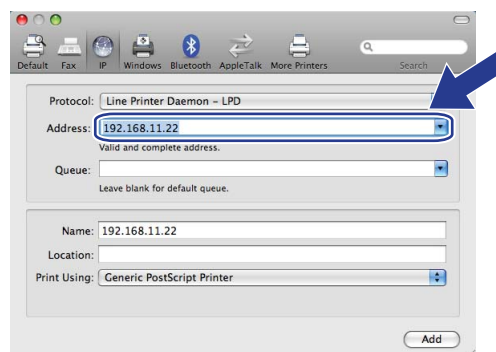 Default Fax IP Windows Bluetooth AppleTalk More Printers Search
Protocol: Line Printer Daemon – LPD
Address: 192.168.11.22
Valid and complete address.
Queue:
Leave blank for default queue.
Name: 192.168.11.22
Location:
Print Using: Generic PostScript Printer
Add